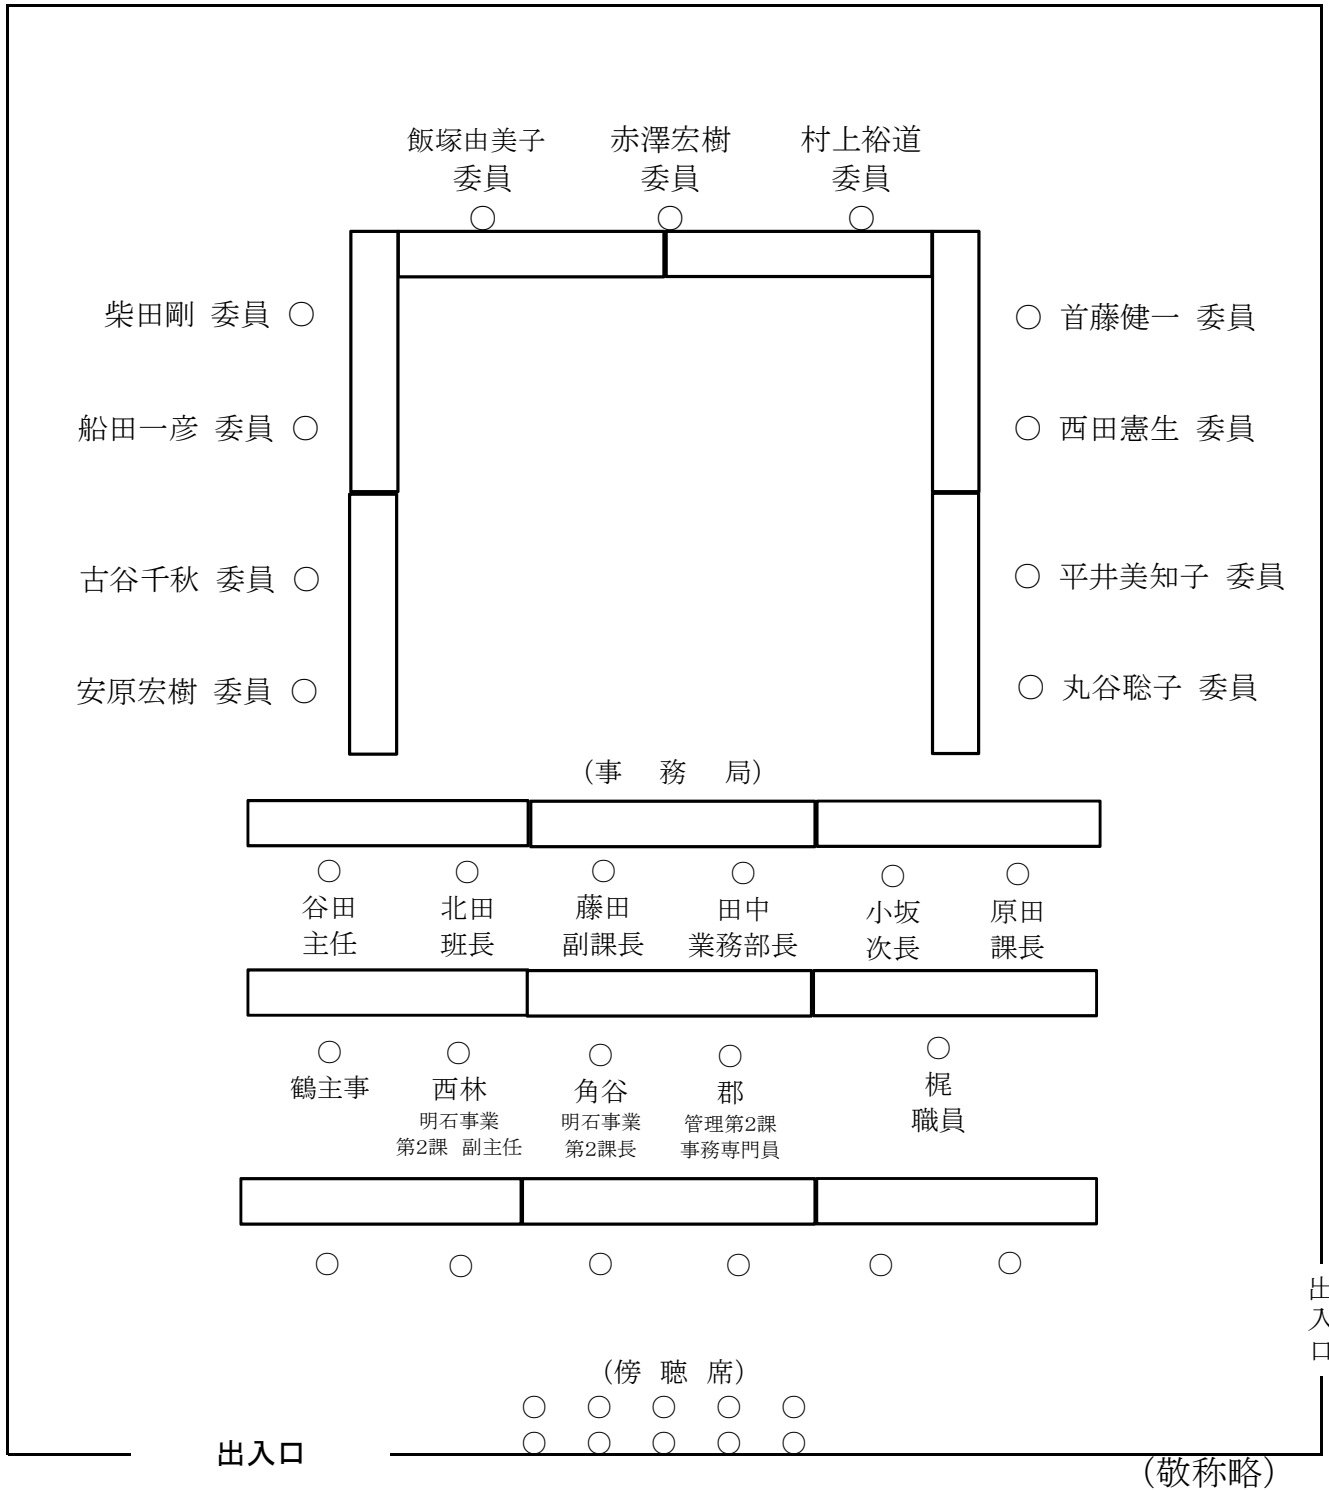 飯塚由美子 赤澤宏樹 村上裕道
委員 委員 委員
柴田剛 委員 ○ ○ 首藤健一 委員
船田一彦 委員 ○ ○ 西田憲生 委員
古谷千秋 委員 ○ ○ 平井美知子 委員
安原宏樹 委員 ○ ○ 丸谷聡子 委員
(事 務 局)
谷田 北田 藤田 田中 小坂 原田
主任 班長 副課長 業務部長 次長 課長
鶴主事 西林 角谷 郡 梶
明石事業 明石事業 管理第2課 職員
第2課 副主任 第2課長 事務専門員
出入口
(傍 聴 席)
出入口
(敬称略)